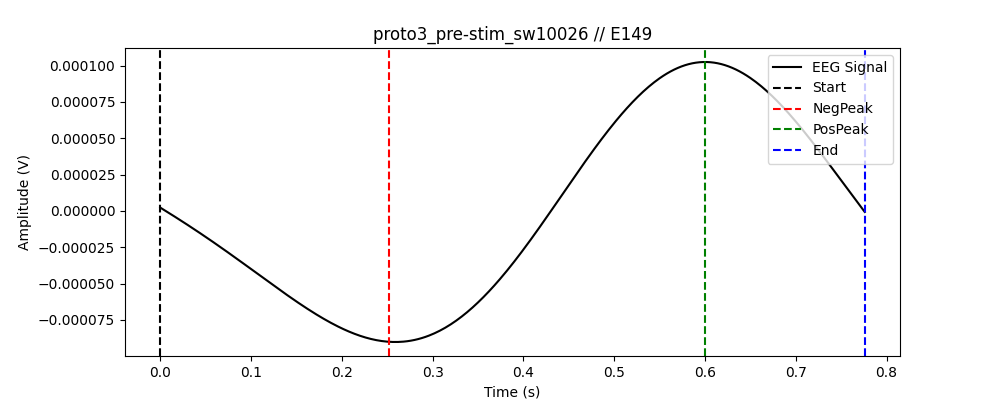 proto3_pre-stim_sw10026 // E149
Amplitude (V)
0.000100
0.000075
0.000050
0.000025
0.000000
−0.000025
−0.000050
−0.000075
EEG Signal
Start
NegPeak
PosPeak
End
0.0 0.1 0.2 0.3 0.4 0.5 0.6 0.7 0.8
Time (s)